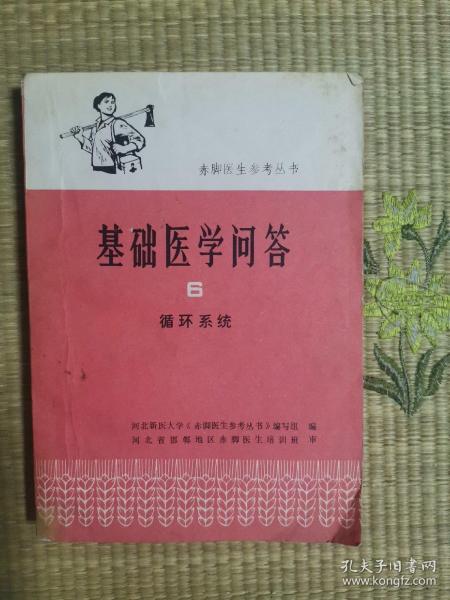 赤脚医生参考丛书
基础医学问答
6
循环系统
河北新医大学《赤脚医生参考丛书》编写组 编
河北省邯郸地区赤脚医生培训班 审
孔夫子旧书网
www.kongfz.com